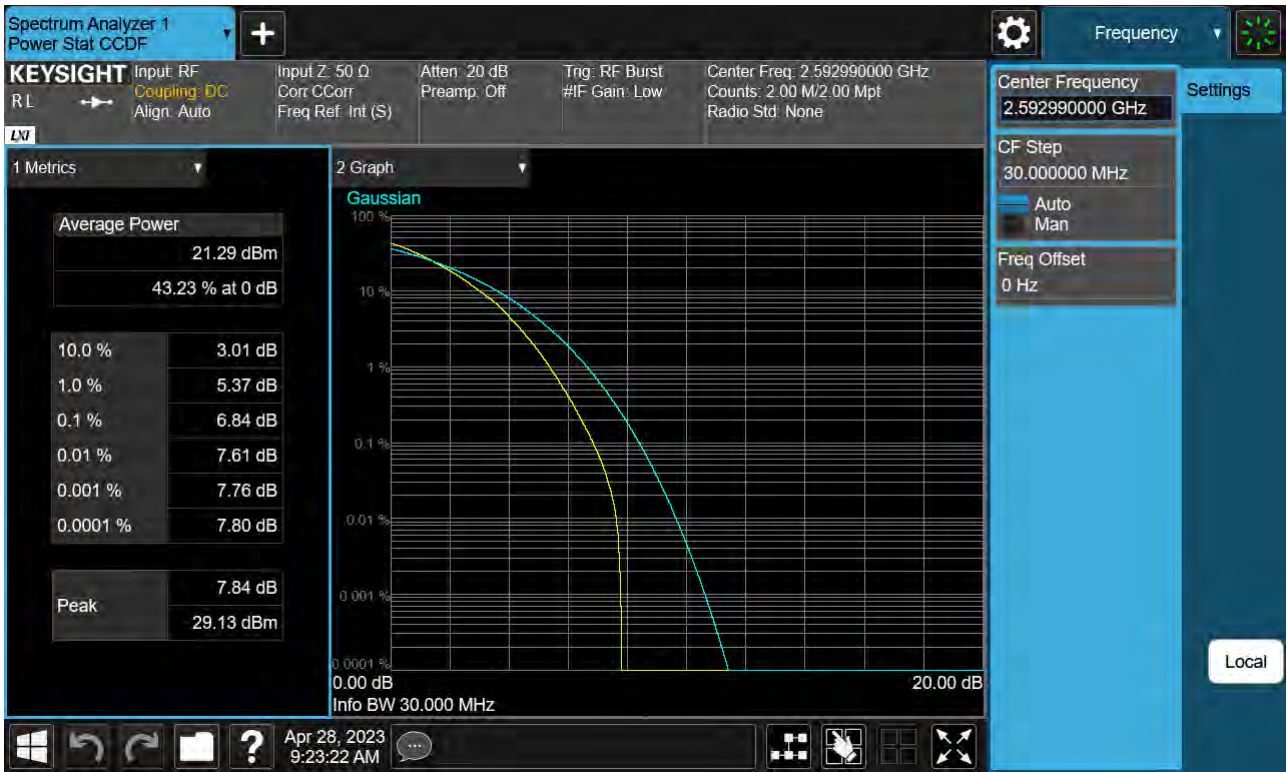 Spectrum Analyzer 1
Power Stat CCDF
Frequency
KEYSIGHT
R L
LXI
Input: RF
Coupling: DC
Align: Auto
Input Z: 50 Ω
Corr CCorr
Freq Ref: Int (S)
Atten: 20 dB
Preamp: Off
Trig: RF Burst
#IF Gain: Low
Center Freq: 2.592990000 GHz
Counts: 2.00 M/2.00 Mpt
Radio Std: None
Center Frequency
2.592990000 GHz
Settings
CF Step
30.000000 MHz
Auto
Man
Freq Offset
0 Hz
Local
1 Metrics
Average Power
21.29 dBm
43.23 % at 0 dB
10.0 % 3.01 dB
1.0 % 5.37 dB
0.1 % 6.84 dB
0.01 % 7.61 dB
0.001 % 7.76 dB
0.0001 % 7.80 dB
Peak
7.84 dB
29.13 dBm
2 Graph
Gaussian
100 %
10 %
1 %
0.1 %
0.01 %
0.001 %
0.0001 %
0.00 dB 20.00 dB
Info BW 30.000 MHz
?
Apr 28, 2023
9:23:22 AM